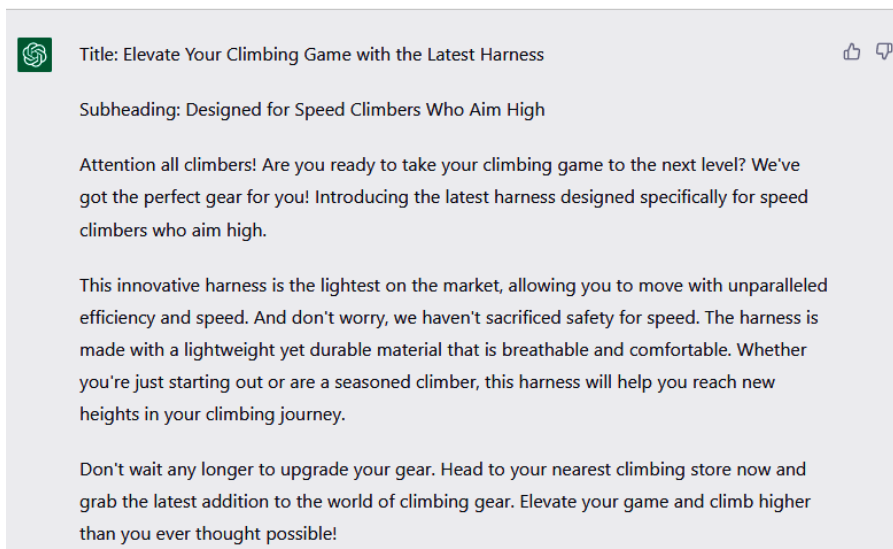 Title: Elevate Your Climbing Game with the Latest Harness
Subheading: Designed for Speed Climbers Who Aim High
Attention all climbers! Are you ready to take your climbing game to the next level? We've
got the perfect gear for you! Introducing the latest harness designed specifically for speed
climbers who aim high.
This innovative harness is the lightest on the market, allowing you to move with unparalleled
efficiency and speed. And don't worry, we haven't sacrificed safety for speed. The harness is
made with a lightweight yet durable material that is breathable and comfortable. Whether
you're just starting out or are a seasoned climber, this harness will help you reach new
heights in your climbing journey.
Don't wait any longer to upgrade your gear. Head to your nearest climbing store now and
grab the latest addition to the world of climbing gear. Elevate your game and climb higher
than you ever thought possible!